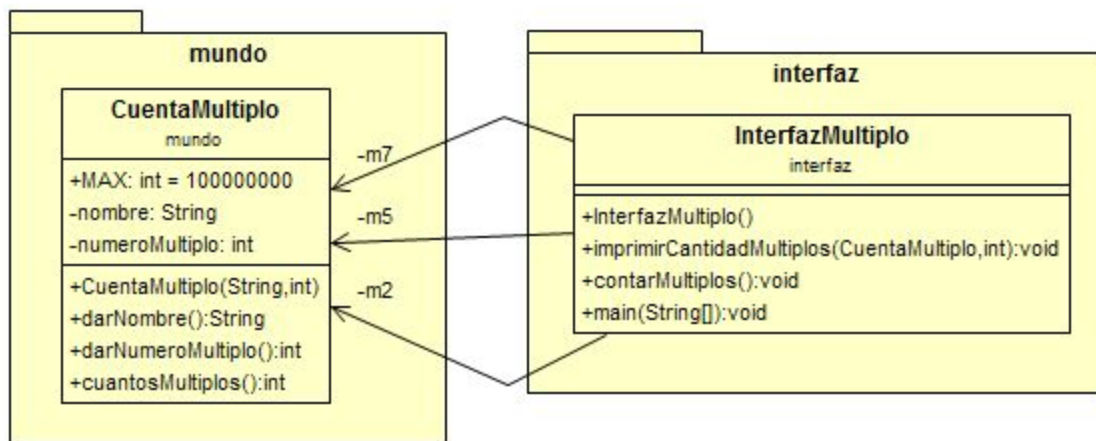 mundo
CuentaMultiplo
mundo
+MAX: int = 100000000
-nombre: String
-numeroMultiplo: int
+CuentaMultiplo(String,int)
+darNombre():String
+darNumeroMultiplo():int
+cuantosMultiplos():int
-m7
-m5
-m2
interfaz
InterfazMultiplo
interfaz
+InterfazMultiplo()
+imprimirCantidadMultiplos(CuentaMultiplo,int):void
+contarMultiplos():void
+main(String[]):void